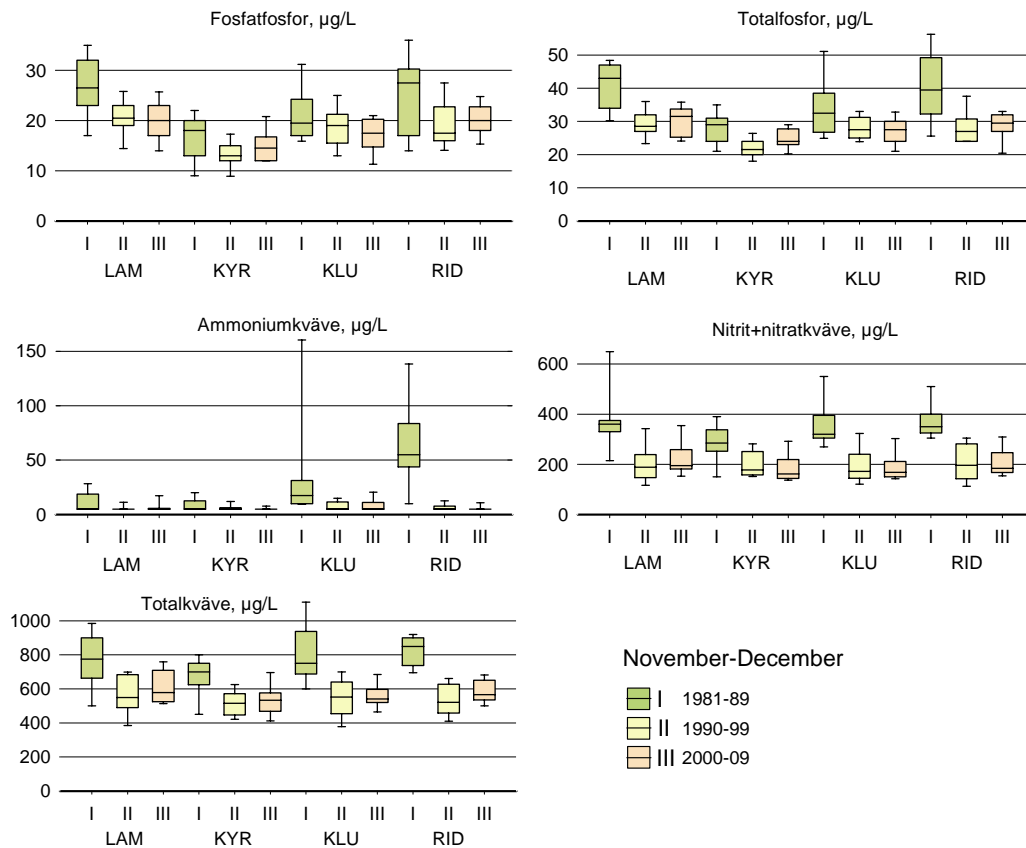 Fosfatfosfor, µg/L
30
20
10
0
I II III I II III I II III I II III
LAM KYR KLU RID
Totalfosfor, µg/L
50
40
30
20
10
0
I II III I II III I II III I II III
LAM KYR KLU RID
Ammoniumkväve, µg/L
150
100
50
0
I II III I II III I II III I II III
LAM KYR KLU RID
Nitrit+nitratkväve, µg/L
600
400
200
0
I II III I II III I II III I II III
LAM KYR KLU RID
Totalkväve, µg/L
1000
800
600
400
200
0
I II III I II III I II III I II III
LAM KYR KLU RID
November-December
I 1981-89
II 1990-99
III 2000-09